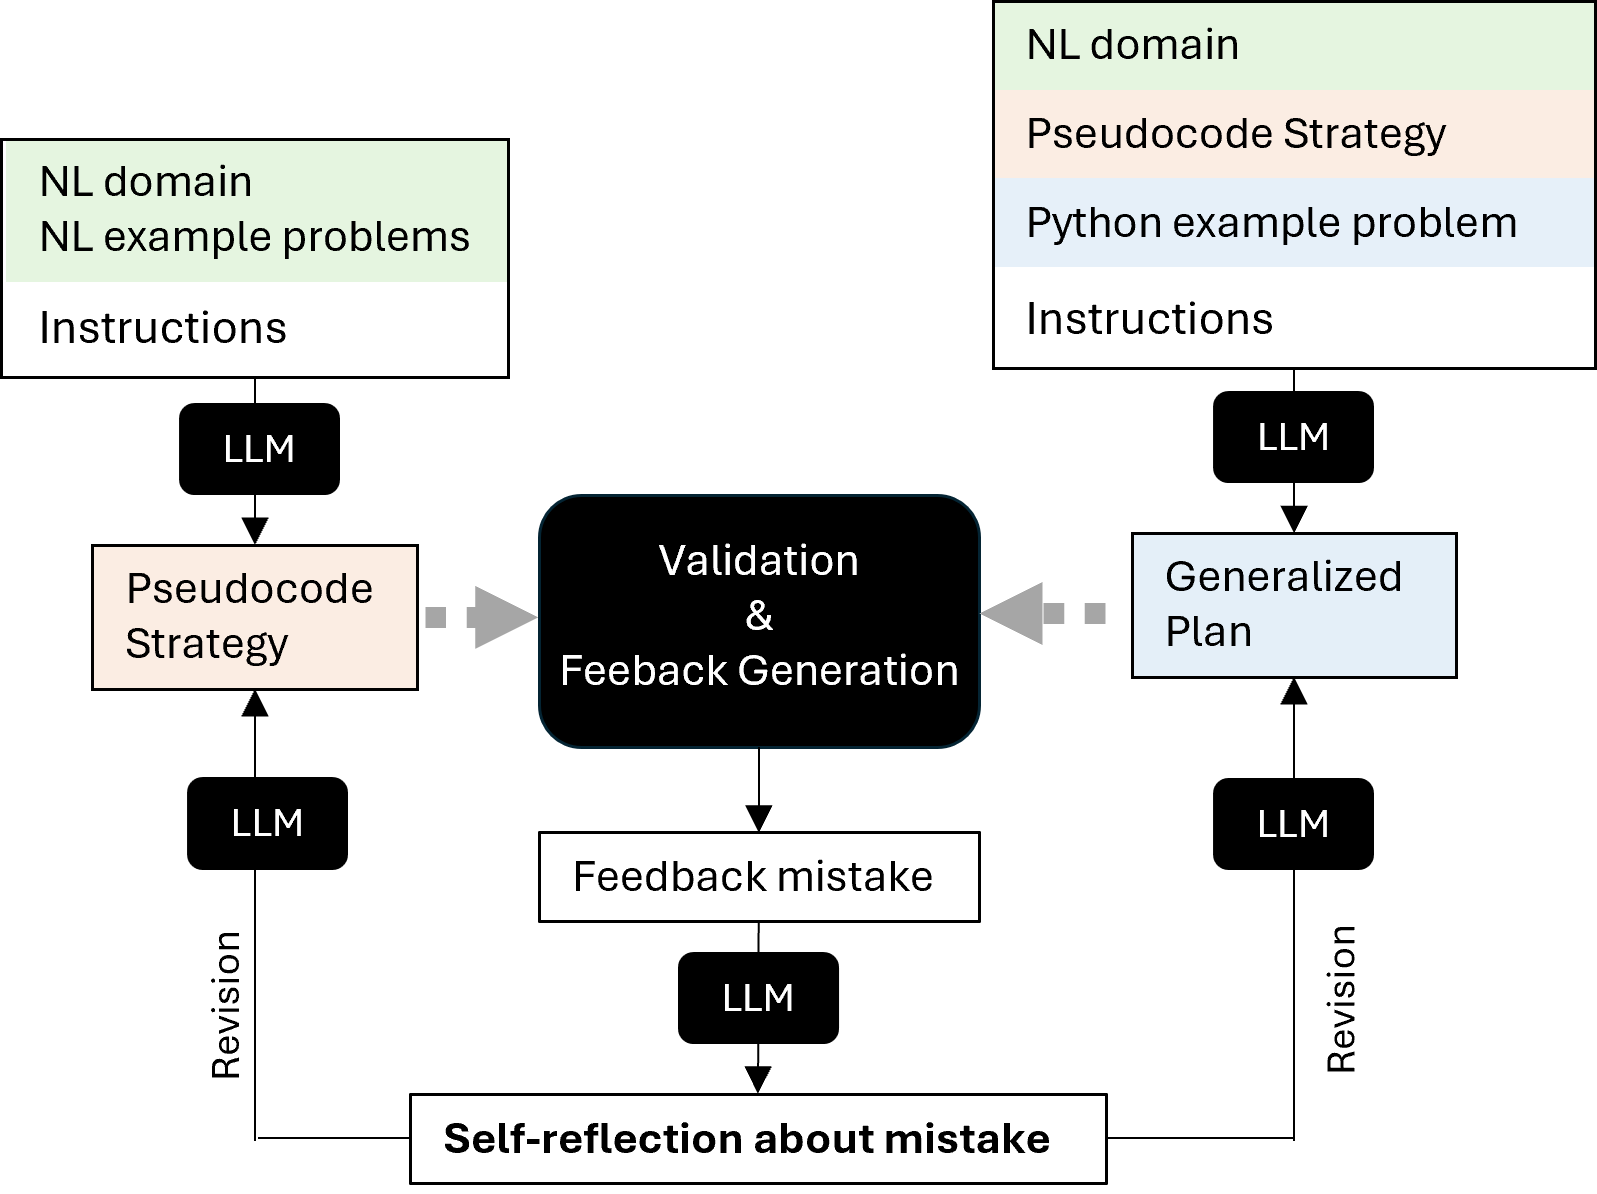 NL domain
NL example problems
Instructions
LLM
Pseudocode
Strategy
LLM
Revision
Validation
&
Feeback Generation
Feedback mistake
LLM
Self-reflection about mistake
NL domain
Pseudocode Strategy
Python example problem
Instructions
LLM
Generalized
Plan
LLM
Revision